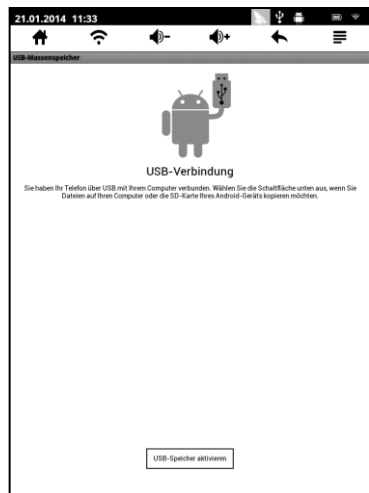 21.01.2014 11:33
USB-Massenspeicher
USB-Verbindung
Sie haben Ihr Telefon über USB mit Ihrem Computer verbunden. Wählen Sie die Schaltfläche unten aus, wenn Sie
Dateien auf Ihren Computer oder die SD-Karte Ihres Android-Geräts kopieren möchten.
USB-Speicher aktivieren